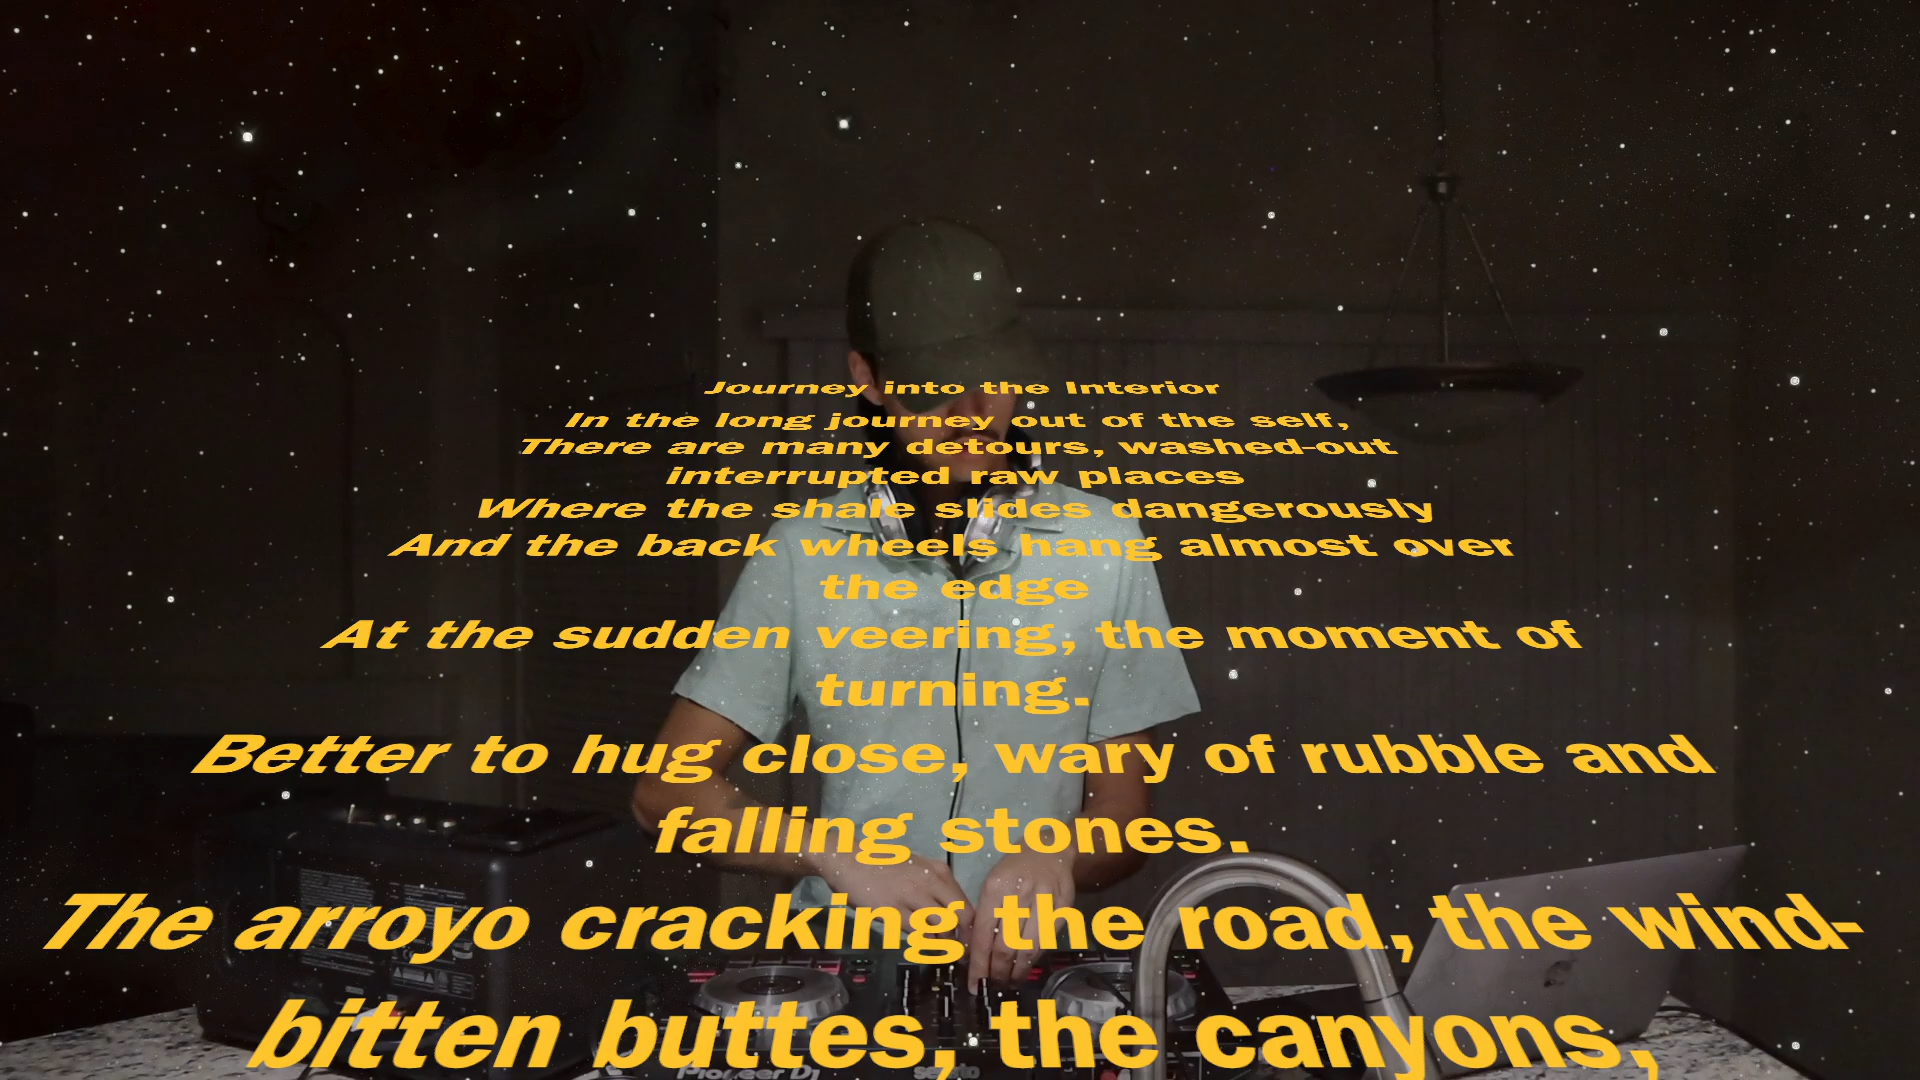 Journey into the Interior
In the long journey out of the self,
There are many detours, washed-out
interrupted raw places
Where the shale slides dangerously
And the back wheels hang almost over
the edge
At the sudden veering, the moment of
turning.
Better to hug close, wary of rubble and
falling stones.
The arroyo cracking the road, the wind-
bitten buttes, the canyons,
Pioneer DJ
serato